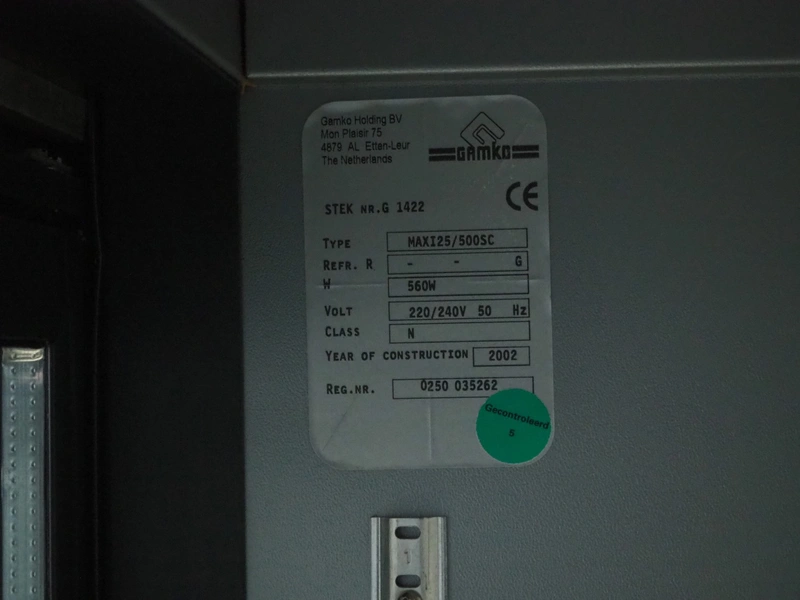 Gamko Holding BV
Mon Plaisir 75
4879 AL Etten-Leur
The Netherlands
GAMKO
CE
STEK NR.G 1422
TYPE MAXI25/500SC
REFR. R - - G
W 560W
VOLT 220/240V 50 Hz
CLASS N
YEAR OF CONSTRUCTION 2002
REG.NR. 0250 035262
Gecontroleerd
5